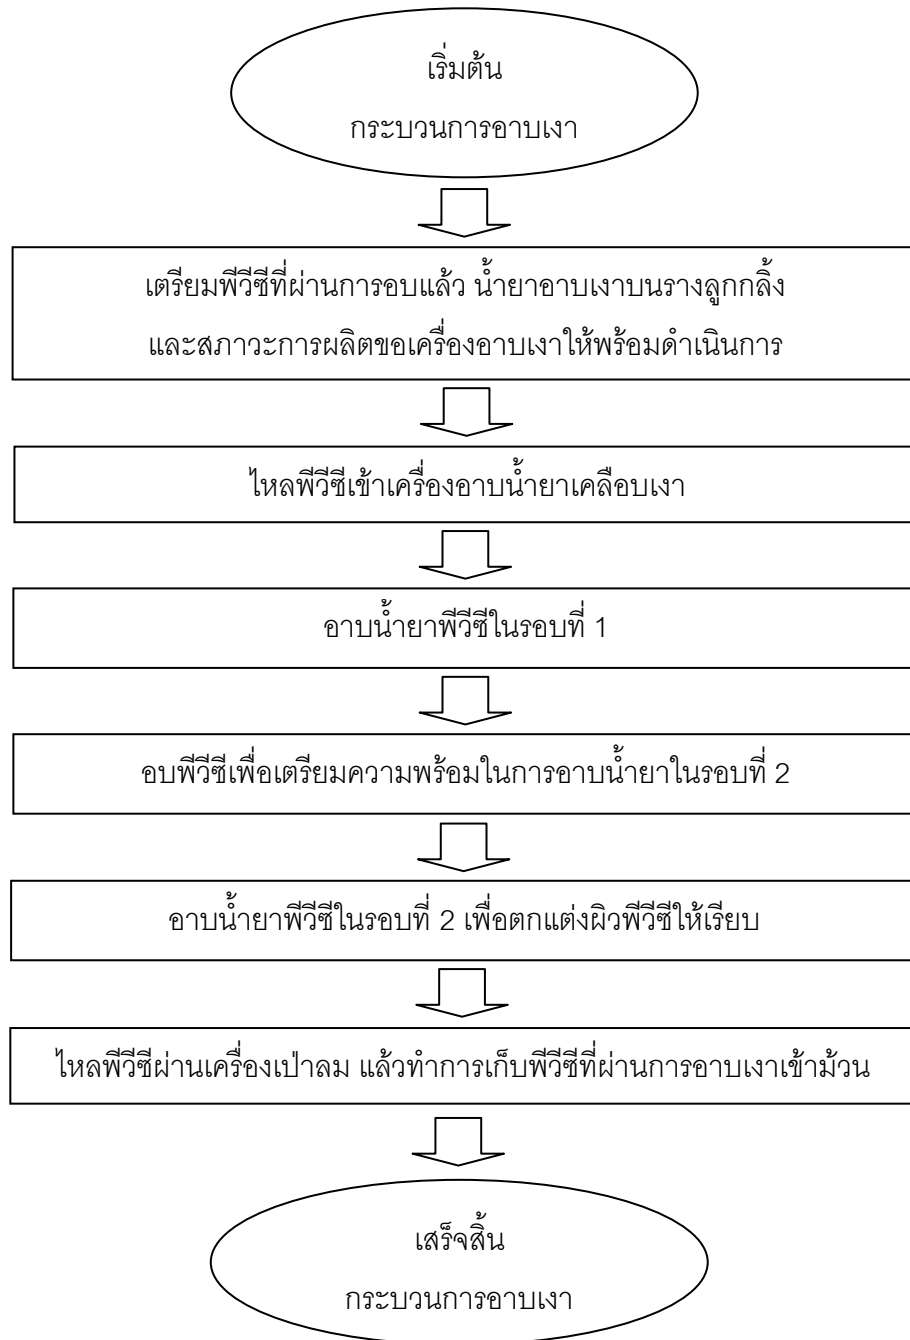 เริ่มต้น
กระบวนการอาบเงา
เตรียมพีวีซีที่ผ่านการอบแล้ว น้ำยาอาบเงาบนรางลูกกลิ้ง
และสภาวะการผลิตขอเครื่องอาบเงาให้พร้อมดำเนินการ
ไหลพีวีซีเข้าเครื่องอาบน้ำยาเคลือบเงา
อาบน้ำยาพีวีซีในรอบที่ 1
อบพีวีซีเพื่อเตรียมความพร้อมในการอาบน้ำยาในรอบที่ 2
อาบน้ำยาพีวีซีในรอบที่ 2 เพื่อตกแต่งผิวพีวีซีให้เรียบ
ไหลพีวีซีผ่านเครื่องเป่าลม แล้วทำการเก็บพีวีซีที่ผ่านการอาบเงาเข้าม้วน
เสร็จสิ้น
กระบวนการอาบเงา